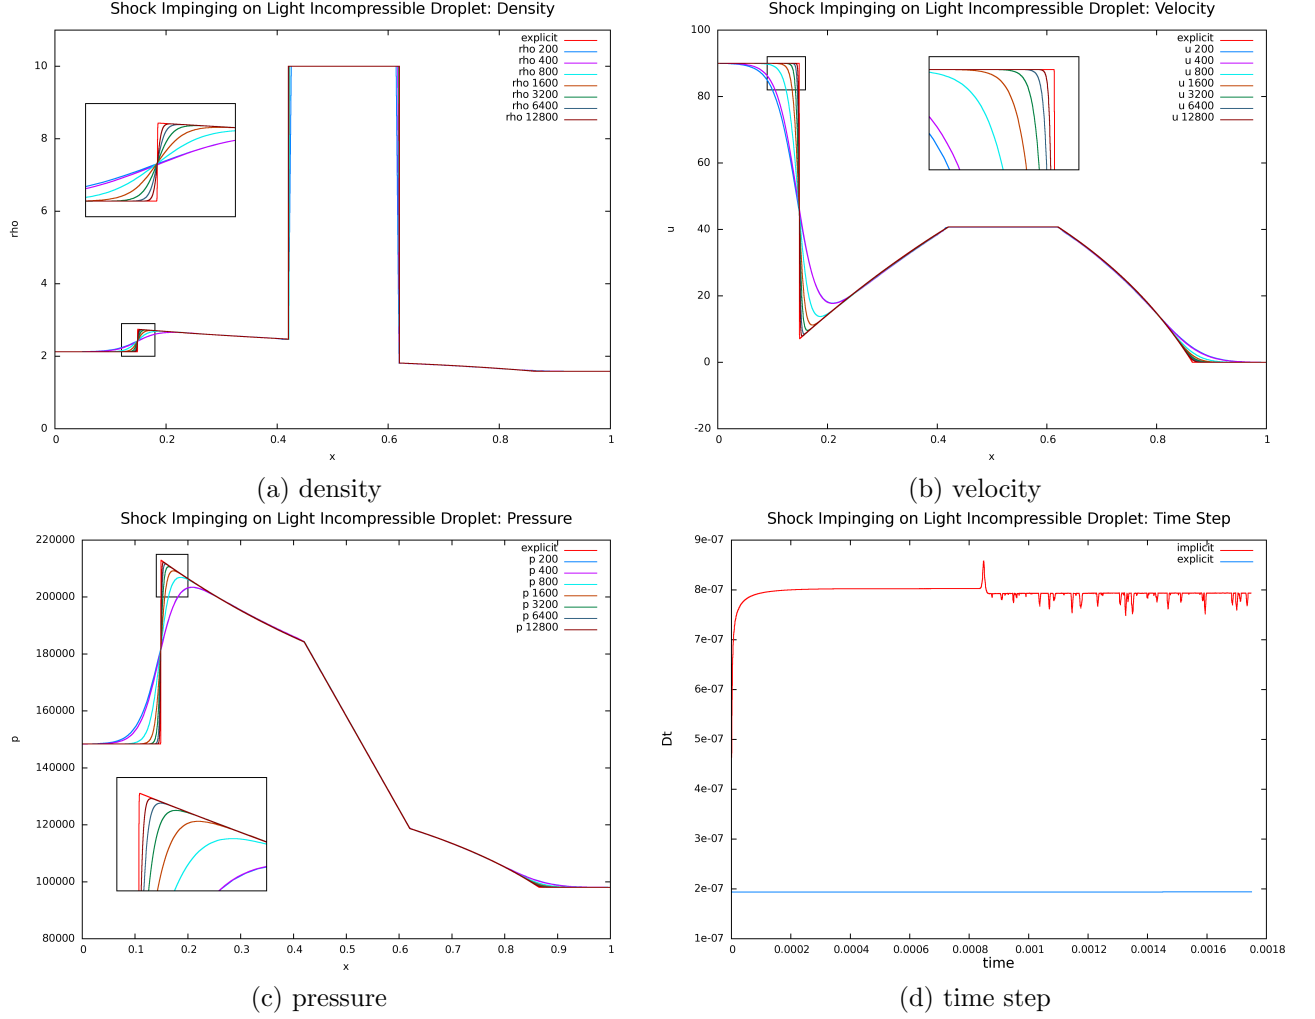 Shock Impinging on Light Incompressible Droplet: Density
rho
10
8
6
4
2
0
explicit
rho 200
rho 400
rho 800
rho 1600
rho 3200
rho 6400
rho 12800
0 0.2 0.4 0.6 0.8 1
x
(a) density
Shock Impinging on Light Incompressible Droplet: Velocity
u
100
80
60
40
20
0
-20
explicit
u 200
u 400
u 800
u 1600
u 3200
u 6400
u 12800
0 0.2 0.4 0.6 0.8 1
x
(b) velocity
Shock Impinging on Light Incompressible Droplet: Pressure
p
220000
200000
180000
160000
140000
120000
100000
80000
explicit
p 200
p 400
p 800
p 1600
p 3200
p 6400
p 12800
0 0.1 0.2 0.3 0.4 0.5 0.6 0.7 0.8 0.9 1
x
(c) pressure
Shock Impinging on Light Incompressible Droplet: Time Step
Dt
9e-07
8e-07
7e-07
6e-07
5e-07
4e-07
3e-07
2e-07
1e-07
implicit
explicit
0 0.0002 0.0004 0.0006 0.0008 0.001 0.0012 0.0014 0.0016 0.0018
time
(d) time step